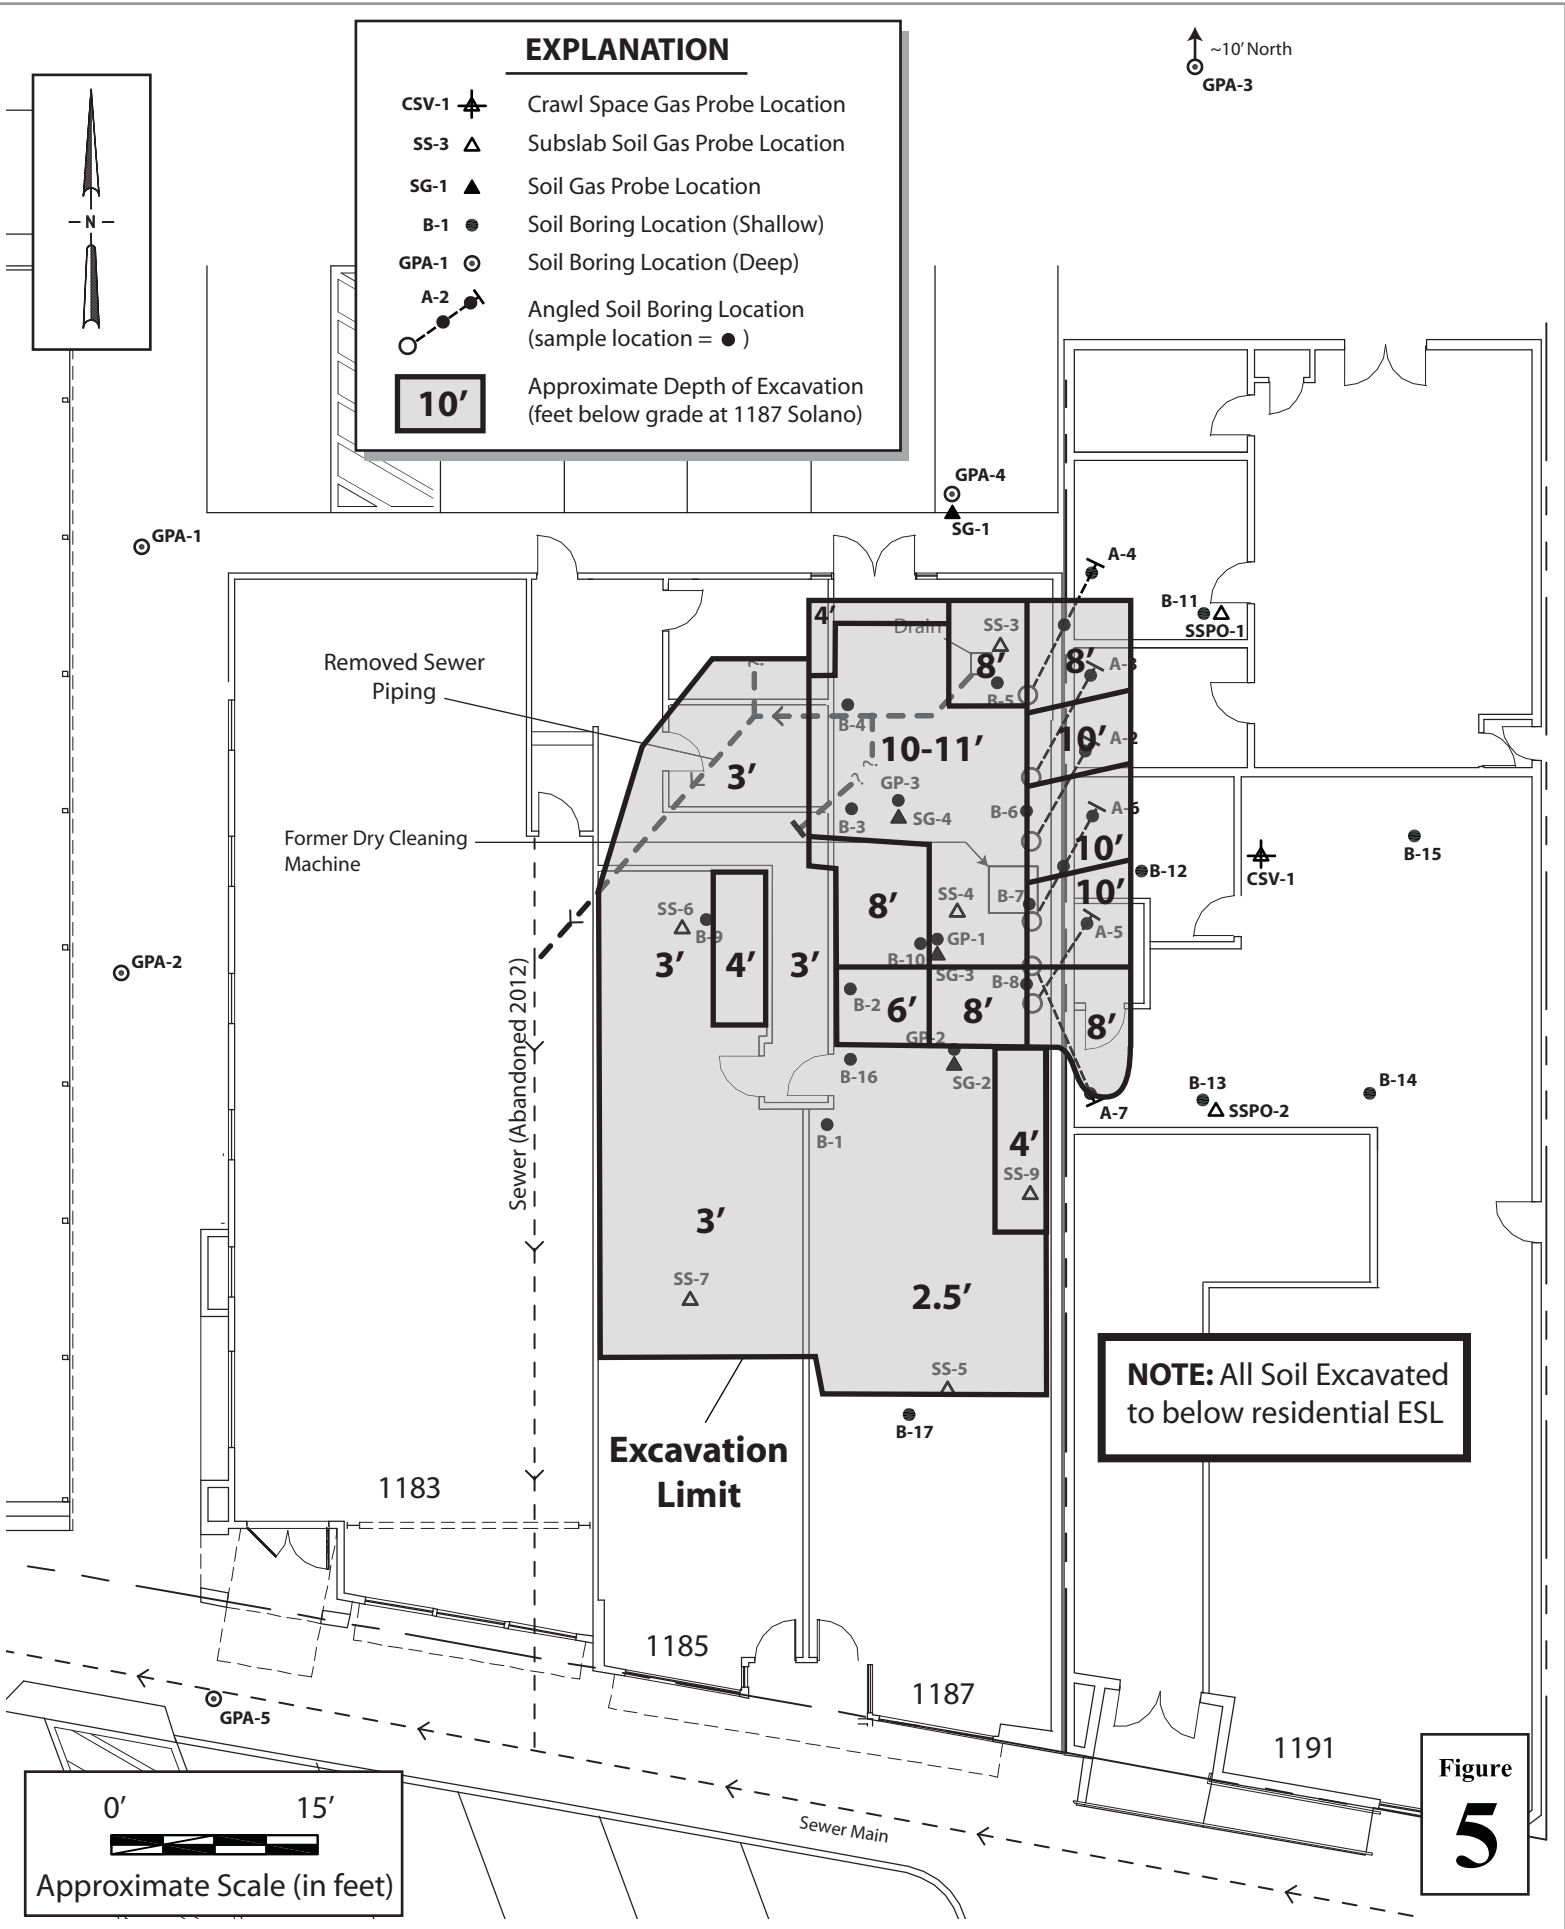 EXPLANATION
CSV-1 Crawl Space Gas Probe Location
SS-3 Subslab Soil Gas Probe Location
SG-1 Soil Gas Probe Location
B-1 Soil Boring Location (Shallow)
GPA-1 Soil Boring Location (Deep)
A-2 Angled Soil Boring Location
(sample location = ● )
10’ Approximate Depth of Excavation
(feet below grade at 1187 Solano)
N
~10’ North
GPA-3
GPA-4
SG-1
GPA-1
A-4
B-11
SSPO-1
4’
Drain
SS-3
8’
B-5
8’
A-3
Removed Sewer
Piping
?
B-4
10-11’
10’
A-2
3’
?
?
GP-3
B-3
SG-4
B-6
A-6
Former Dry Cleaning
Machine
10’
B-15
CSV-1
B-12
10’
8’
SS-4
B-7
SS-6
B-9
GP-1
A-5
3’
4’
3’
B-10
SG-3
GPA-2
B-8
B-2
6’
8’
8’
Sewer (Abandoned 2012)
GP-2
B-16
SG-2
B-13
SSPO-2
B-14
A-7
B-1
4’
SS-9
3’
SS-7
2.5’
SS-5
NOTE: All Soil Excavated
to below residential ESL
B-17
Excavation
Limit
1183
1185
1187
GPA-5
1191
Sewer Main
Figure
5
0’ 15’
Approximate Scale (in feet)